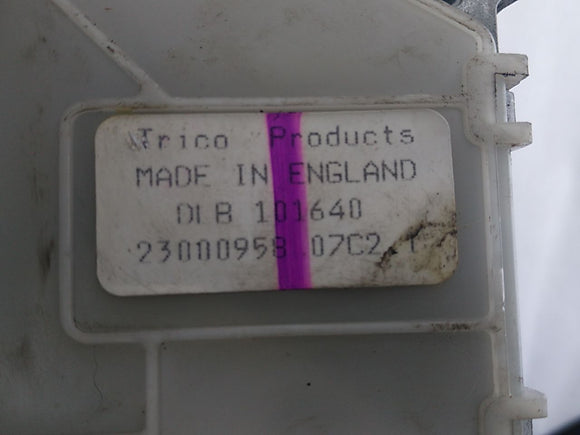 Trico Products
MADE IN ENGLAND
DLB 101640
23000958 07C2